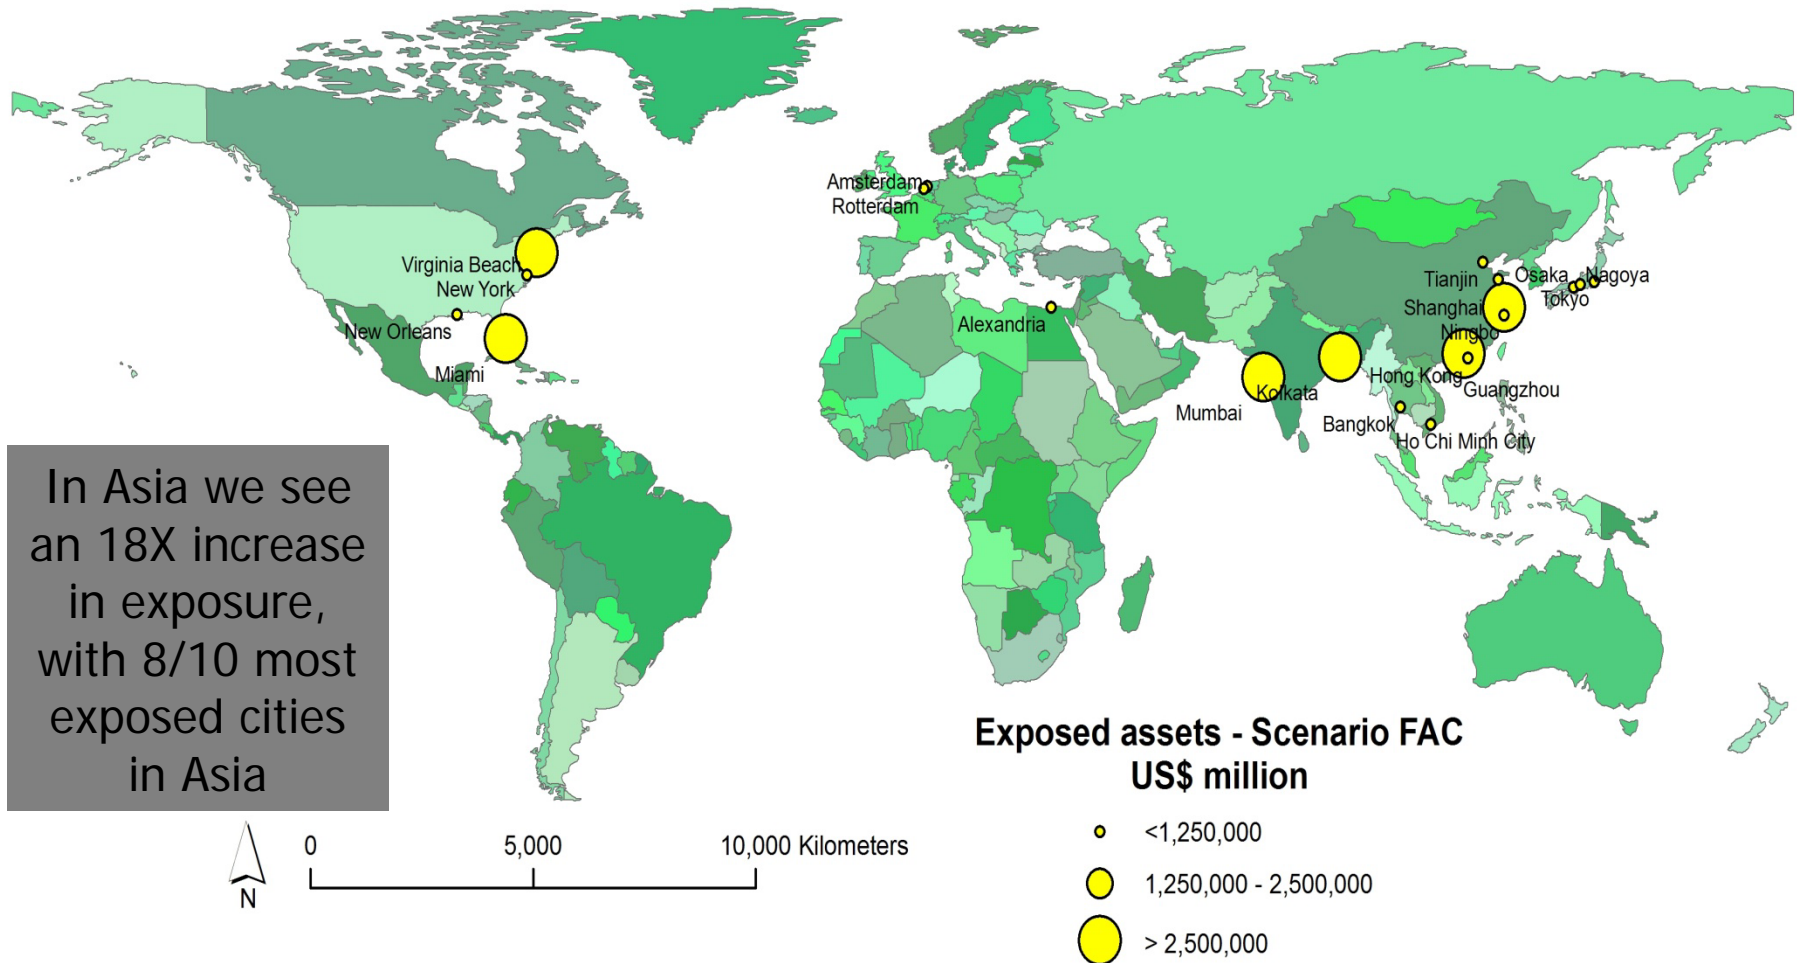 Amsterdam
Rotterdam
Virginia Beach
New York
New Orleans
Miami
Alexandria
Tianjin
Osaka
Nagoya
Tokyo
Shanghai
Ningbo
Hong Kong
Guangzhou
Kolkata
Mumbai
Bangkok
Ho Chi Minh City
In Asia we see
an 18X increase
in exposure,
with 8/10 most
exposed cities
in Asia
Exposed assets - Scenario FAC
US$ million
<1,250,000
1,250,000 - 2,500,000
> 2,500,000
0 5,000 10,000 Kilometers
N